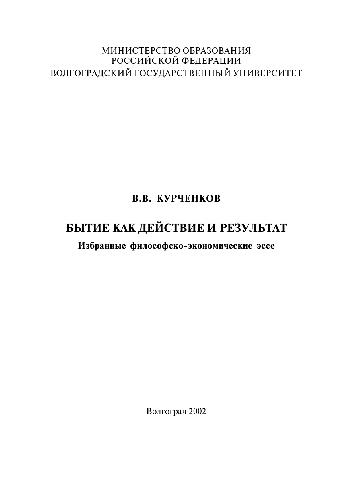 МИНИСТЕРСТВО ОБРАЗОВАНИЯ
РОССИЙСКОЙ ФЕДЕРАЦИИ
ВОЛГОГРАДСКИЙ ГОСУДАРСТВЕННЫЙ УНИВЕРСИТЕТ
В.В. КУРЧЕНКОВ
БЫТИЕ КАК ДЕЙСТВИЕ И РЕЗУЛЬТАТ
Избранные философско-экономические эссе
Волгоград 2002